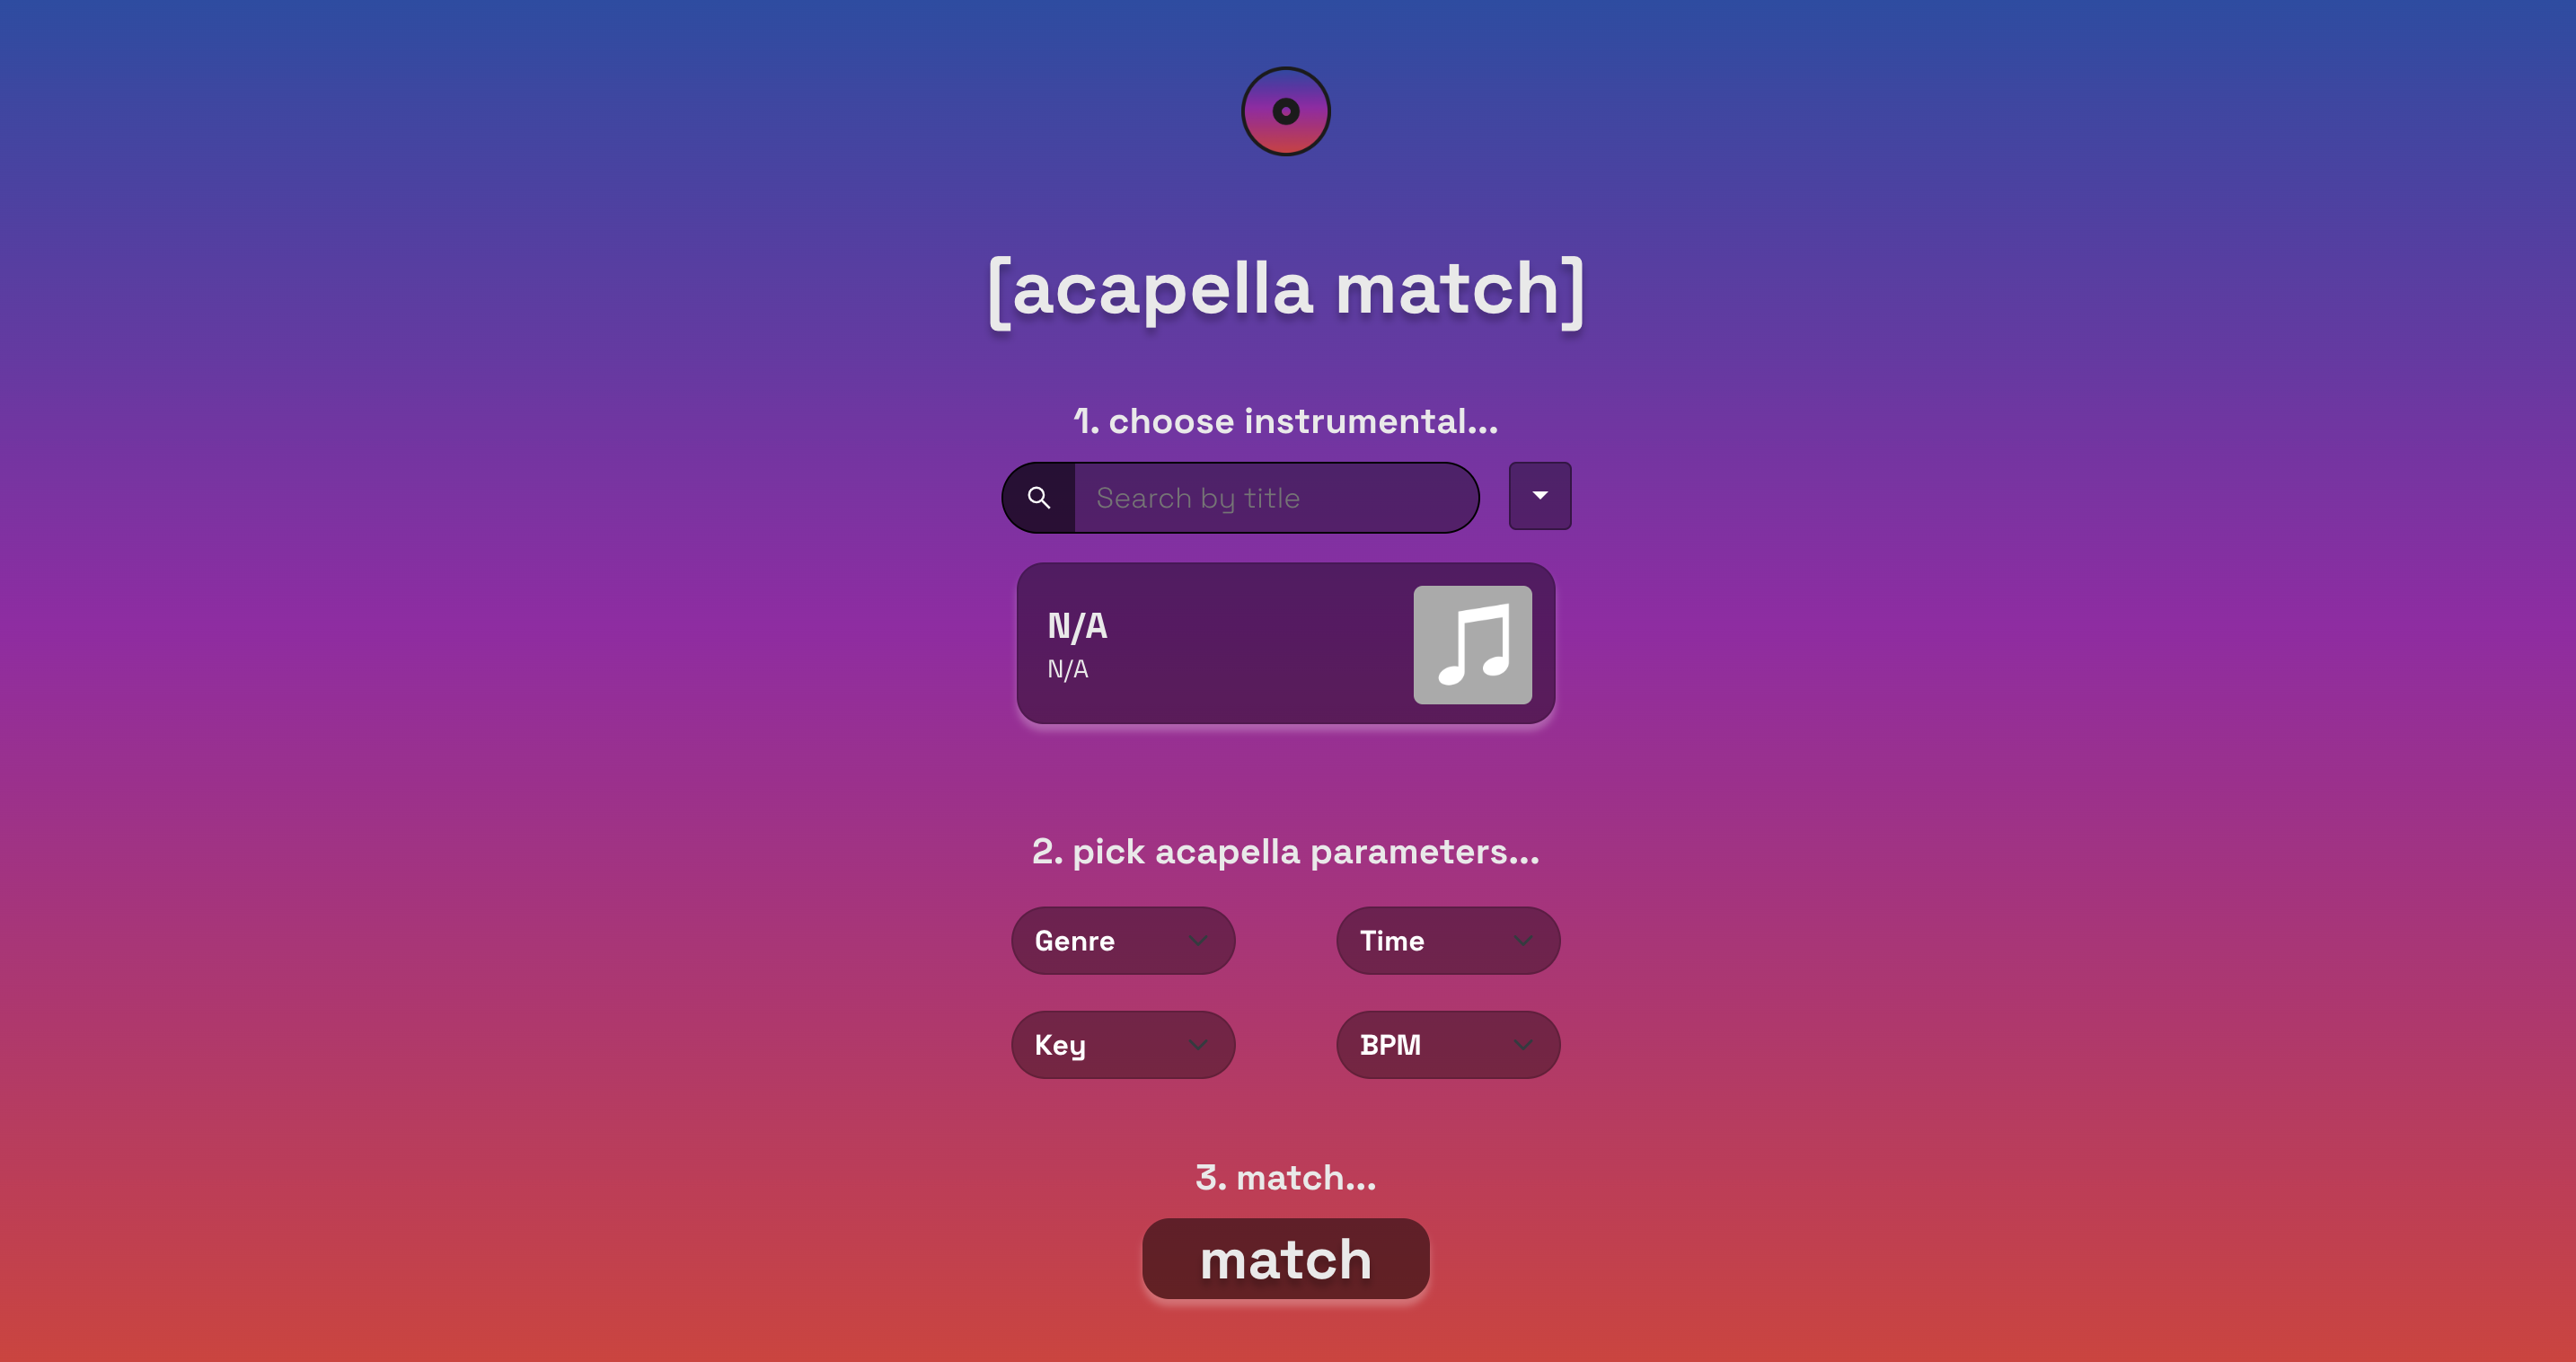 [acapella match]
1. choose instrumental...
Search by title
N/A
N/A
2. pick acapella parameters...
Genre
Time
Key
BPM
3. match...
match